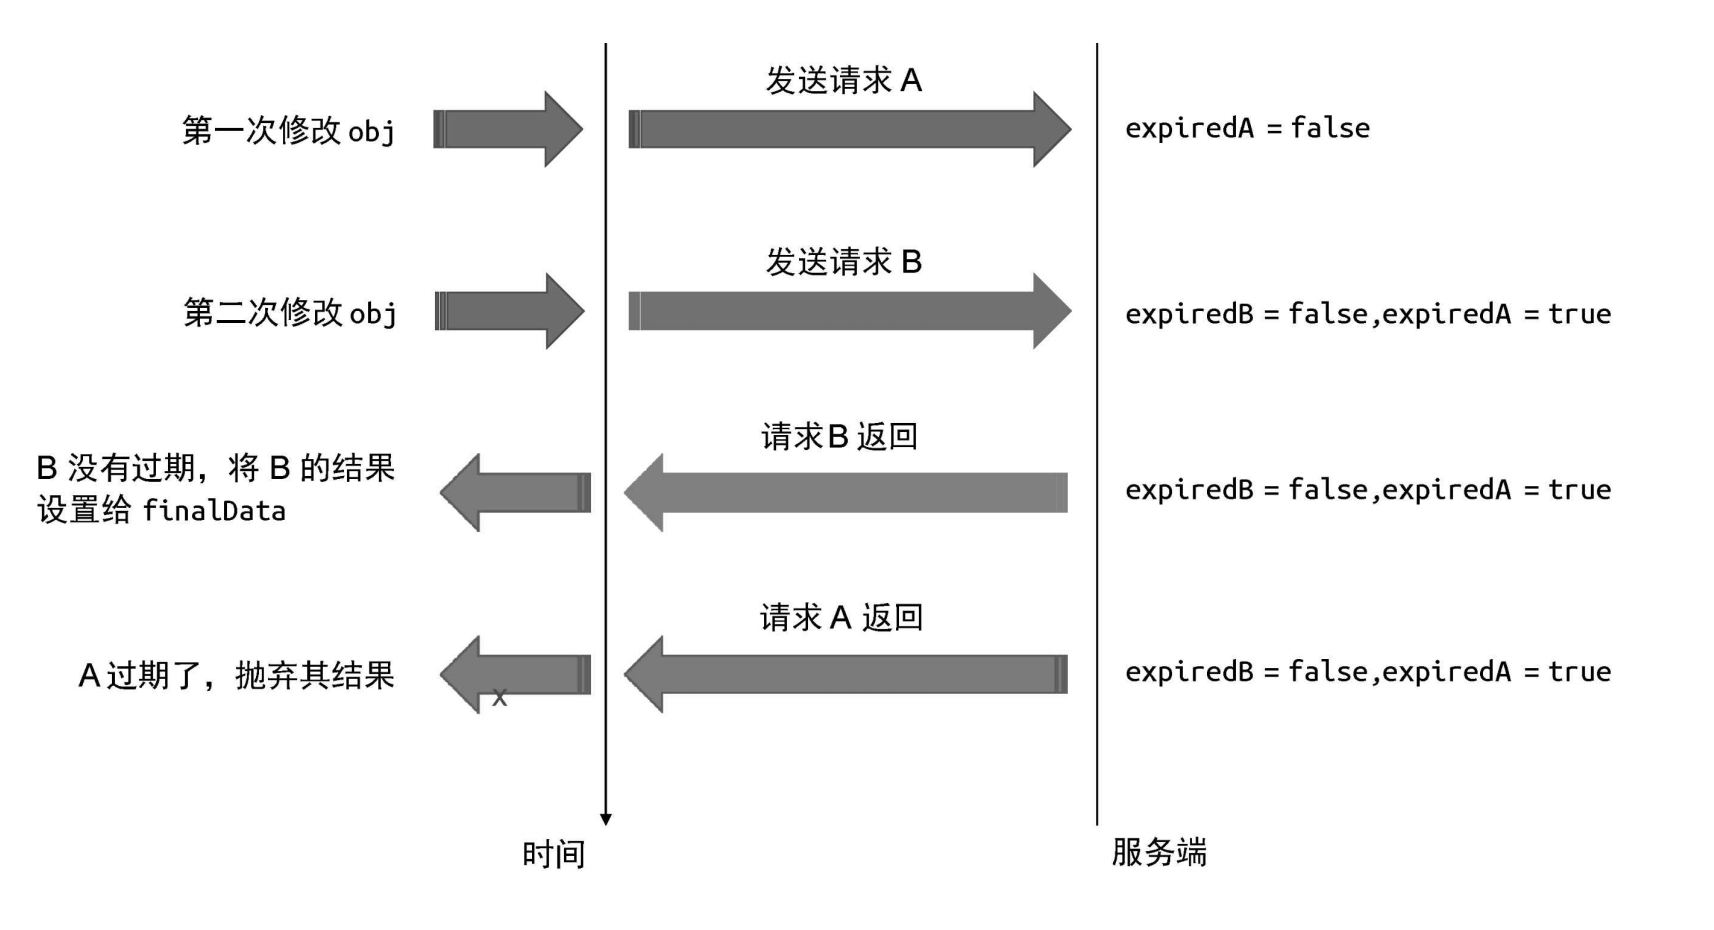 发送请求 A
第一次修改 obj
expiredA = false
发送请求 B
第二次修改 obj
expiredB = false,expiredA = true
请求B 返回
B 没有过期，将 B 的结果
设置给 finalData
expiredB = false,expiredA = true
请求 A 返回
A 过期了，抛弃其结果
X
expiredB = false,expiredA = true
时间
服务端